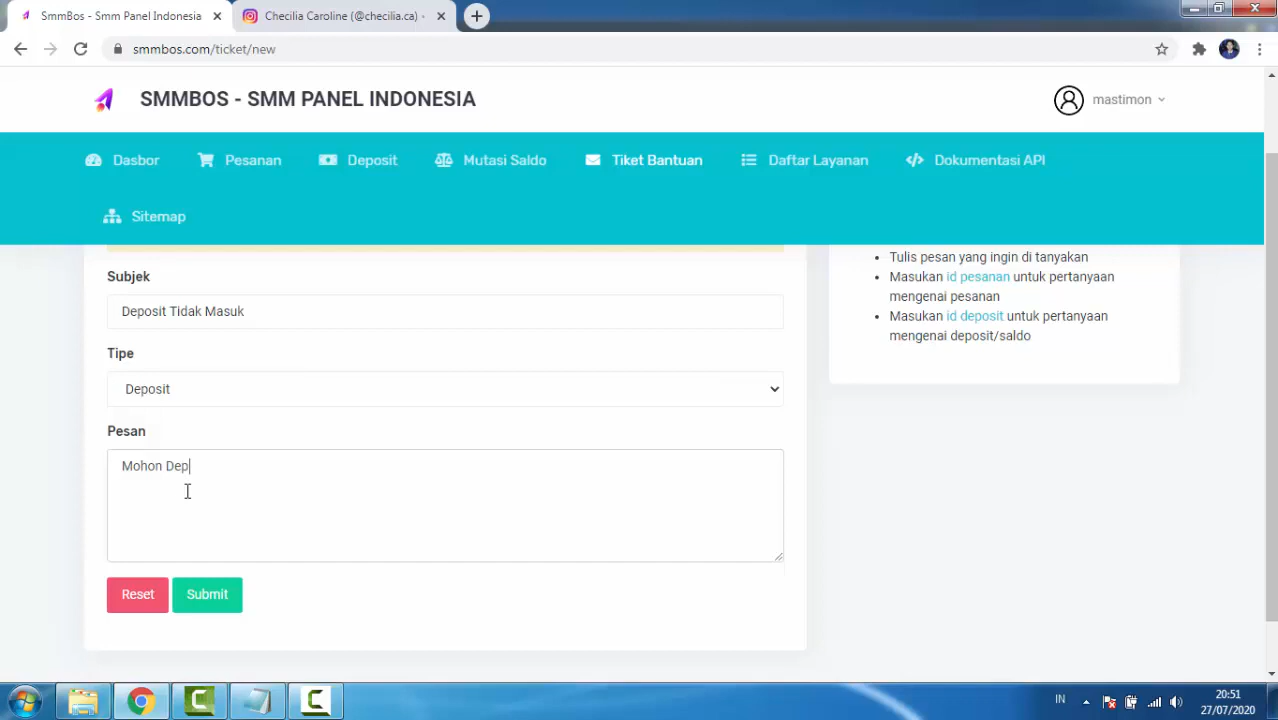 SmmBos - Smm Panel Indonesia
Checilia Caroline (@checilia.ca) ·
smmbos.com/ticket/new
SMMBOS - SMM PANEL INDONESIA
mastimon
Dasbor
Pesanan
Deposit
Mutasi Saldo
Tiket Bantuan
Daftar Layanan
Dokumentasi API
Sitemap
Subjek
Deposit Tidak Masuk
Tipe
Deposit
Pesan
Mohon Dep
Reset
Submit
Tulis pesan yang ingin di tanyakan
Masukan id pesanan untuk pertanyaan
mengenai pesanan
Masukan id deposit untuk pertanyaan
mengenai deposit/saldo
IN
20:51
27/07/2020